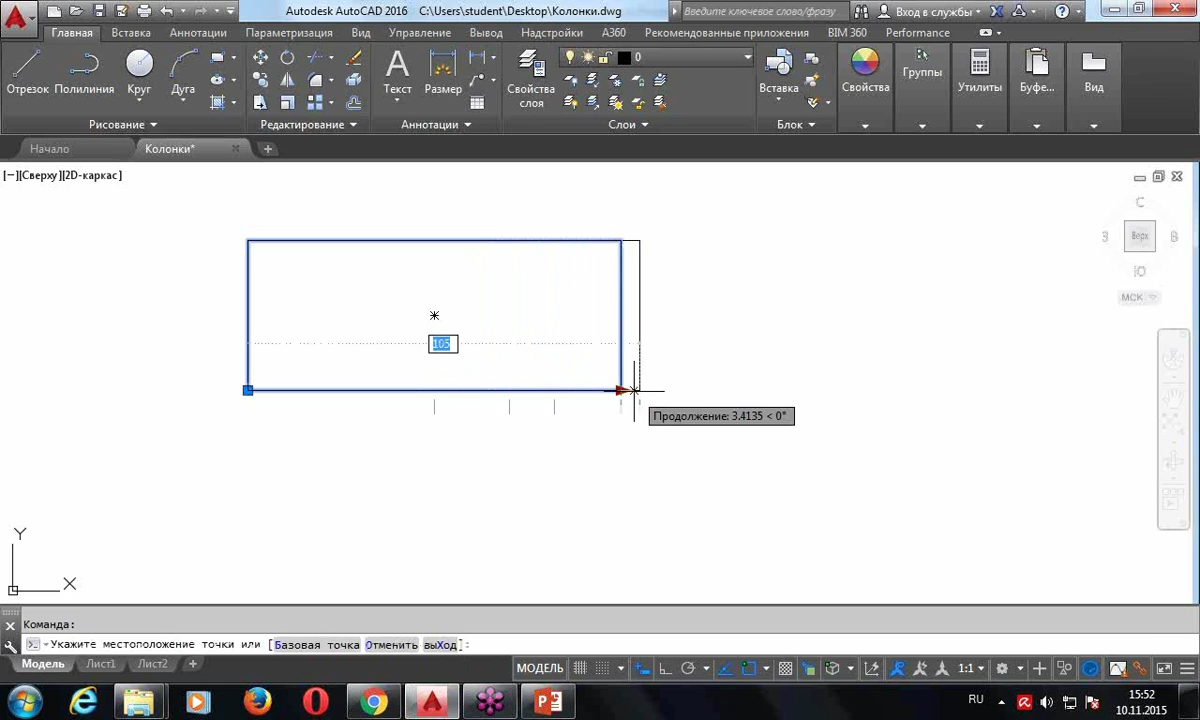 Autodesk AutoCAD 2016 C:\Users\student\Desktop\Колонки.dwg
Введите ключевое слово/фразу
Вход в службы
Главная Вставка Аннотации Параметризация Вид Управление Вывод Надстройки A360 Рекомендованные приложения BIM 360 Performance
0
Отрезок Полилиния Круг Дуга Текст Размер Свойства слоя Вставка Свойства Группы Утилиты Буфе... Вид
Рисование Редактирование Аннотации Слои Блок
Начало Колонки*
[−][Сверху][2D-каркас]
С
З Верх В
Ю
МСК
105
Продолжение: 3.4135 < 0°
Y
X
Команда:
Укажите местоположение точки или [Базовая точка Отменить выХод]:
Модель Лист1 Лист2 +
МОДЕЛЬ 1:1
RU
15:52
10.11.2015